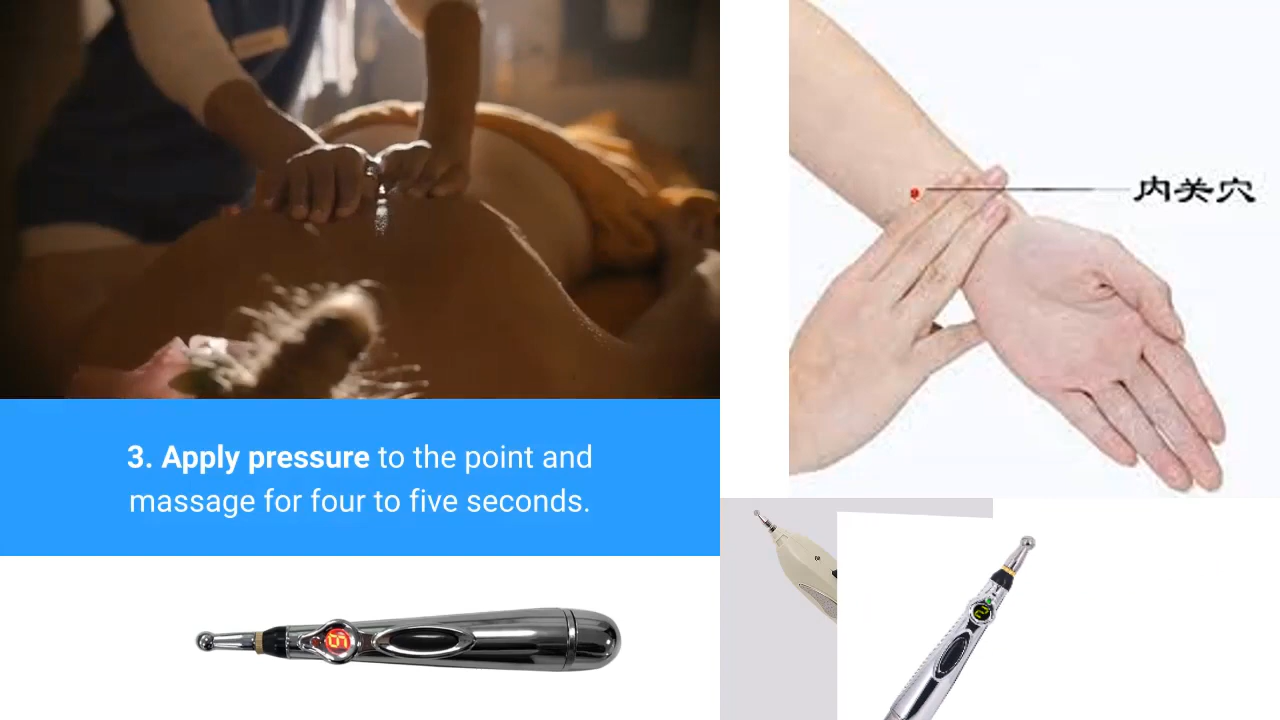 3. Apply pressure to the point and
massage for four to five seconds.
内关穴